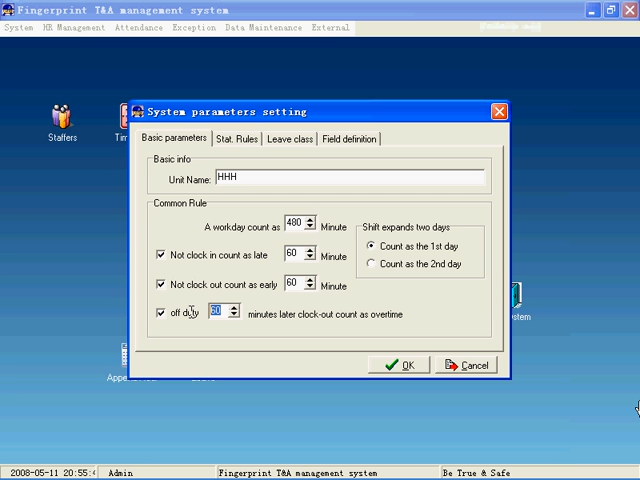 Fingerprint T&A management system
System HR Management Attendance Exception Data Maintenance External
Staffers
System parameters setting
Basic parameters Stat. Rules Leave class Field definition
Basic info
Unit Name: HHH
Common Rule
A workday count as 480 Minute
Shift expands two days
Not clock in count as late 60 Minute
Count as the 1st day
Not clock out count as early 60 Minute
Count as the 2nd day
off duty 60 minutes later clock-out count as overtime
OK Cancel
2008-05-11 20:55:4 Admin Fingerprint T&A management system Be True & Safe